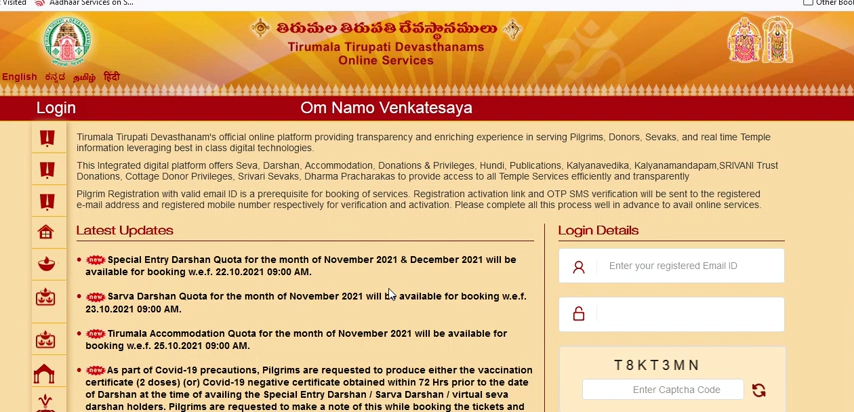 Visited Aadhaar Services on S... Other Boo
తిరుమల తిరుపతి దేవస్థానములు
Tirumala Tirupati Devasthanams
Online Services
English ಕನ್ನಡ தமிழ் हिंदी
Login Om Namo Venkatesaya
Tirumala Tirupati Devasthanam's official online platform providing transparency and enriching experience in serving Pilgrims, Donors, Sevaks, and real time Temple
information leveraging best in class digital technologies.
This Integrated digital platform offers Seva, Darshan, Accommodation, Donations & Privileges, Hundi, Publications, Kalyanavedika, Kalyanamandapam,SRIVANI Trust
Donations, Cottage Donor Privileges, Srivari Sevaks, Dharma Pracharakas to provide access to all Temple Services efficiently and transparently
Pilgrim Registration with valid email ID is a prerequisite for booking of services. Registration activation link and OTP SMS verification will be sent to the registered
e-mail address and registered mobile number respectively for verification and activation. Please complete all this process well in advance to avail online services.
Latest Updates
new Special Entry Darshan Quota for the month of November 2021 & December 2021 will be
available for booking w.e.f. 22.10.2021 09:00 AM.
new Sarva Darshan Quota for the month of November 2021 will be available for booking w.e.f.
23.10.2021 09:00 AM.
new Tirumala Accommodation Quota for the month of November 2021 will be available for
booking w.e.f. 25.10.2021 09:00 AM.
new As part of Covid-19 precautions, Pilgrims are requested to produce either the vaccination
certificate (2 doses) (or) Covid-19 negative certificate obtained within 72 Hrs prior to the date
of Darshan at the time of availing the Special Entry Darshan / Sarva Darshan / virtual seva
darshan holders. Pilgrims are requested to make a note of this while booking the tickets and
Login Details
Enter your registered Email ID
T8KT3MN
Enter Captcha Code